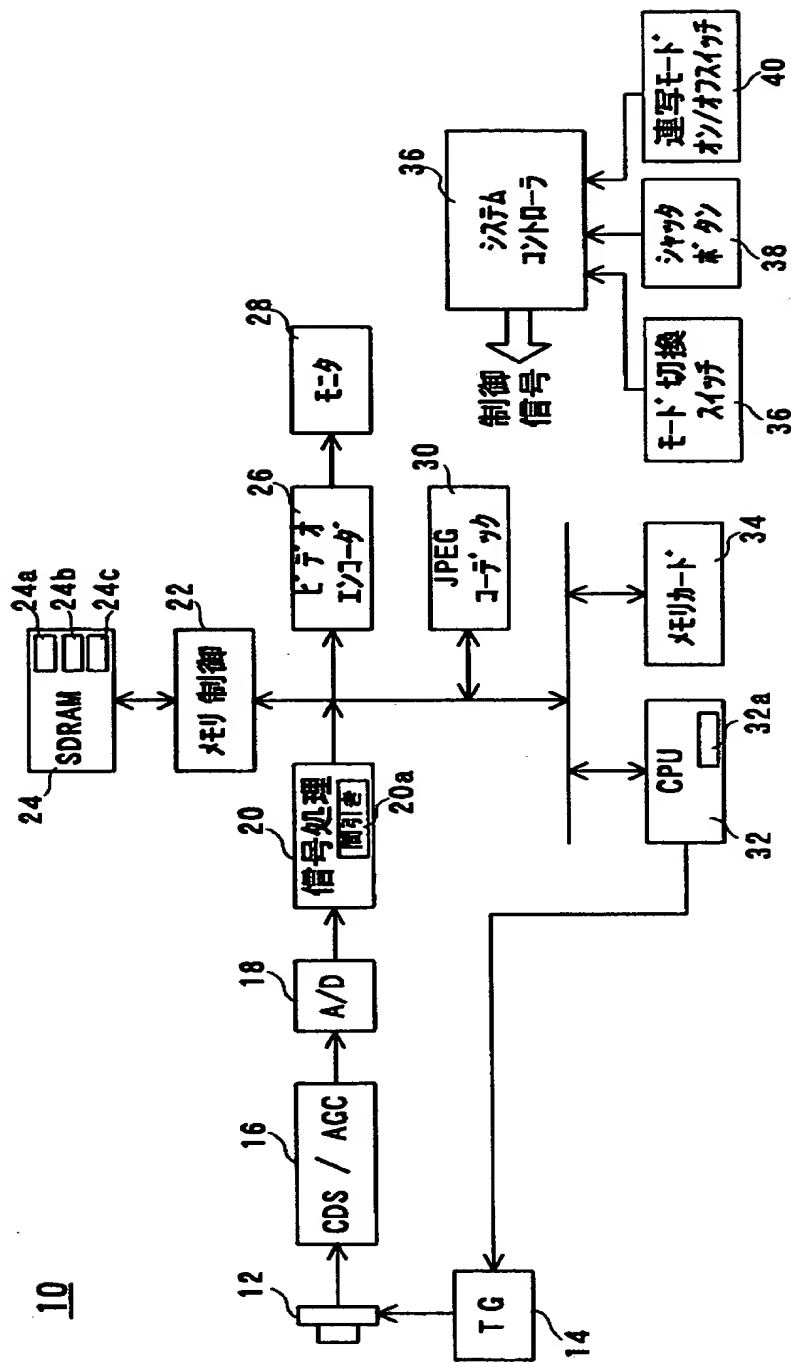 10
12
TG
14
16
CDS / AGC
18
A/D
20
信号処理
間引き
20a
24
SDRAM
24a
24b
24c
22
メモリ制御
26
ビデオ
エンコーダ
28
モニタ
30
JPEG
コーデック
CPU
32a
32
メモリカード
34
36
システム
コントローラ
制御
信号
モード切換
スイッチ
36
シャッタ
ボタン
38
連写モード
オン/オフスイッチ
40